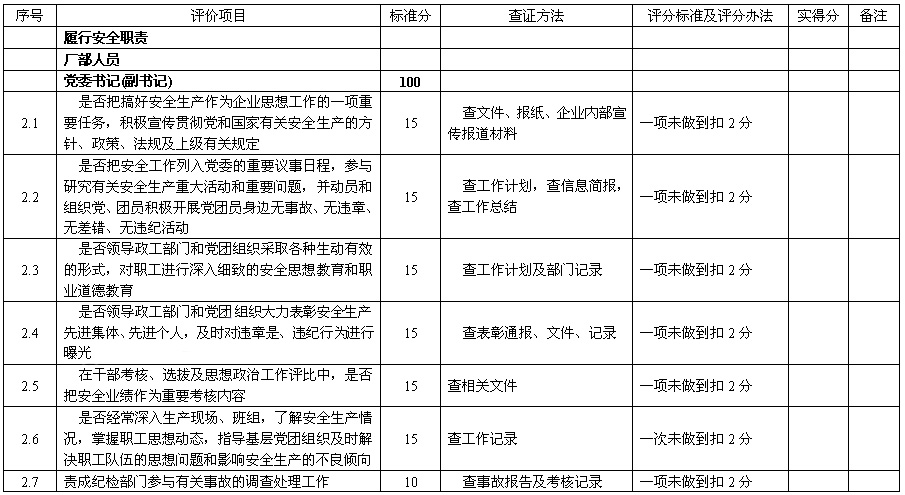 序号 评价项目 标准分 查证方法 评分标准及评分办法 实得分 备注
履行安全职责
厂部人员
党委书记(副书记) 100
2.1 是否把搞好安全生产作为企业思想工作的一项重
要任务，积极宣传贯彻党和国家有关安全生产的方
针、政策、法规及上级有关规定
15
查文件、报纸、企业内部宣
传报道材料
一项未做到扣 2 分
2.2 是否把安全工作列入党委的重要议事日程，参与
研究有关安全生产重大活动和重要问题，并动员和
组织党、团员积极开展党团员身边无事故、无违章、
无差错、无违纪活动
15
查工作计划，查信息简报，
查工作总结
一项未做到扣 2 分
2.3 是否领导政工部门和党团组织采取各种生动有效
的形式，对职工进行深入细致的安全思想教育和职
业道德教育
15
查工作计划及部门记录
一项未做到扣 2 分
2.4 是否领导政工部门和党团组织大力表彰安全生产
先进集体、先进个人，及时对违章是、违纪行为进行
曝光
15
查表彰通报、文件、记录
一项未做到扣 2 分
2.5 在干部考核、选拔及思想政治工作评比中，是否
把安全业绩作为重要考核内容
15
查相关文件
一项未做到扣 2 分
2.6 是否经常深入生产现场、班组，了解安全生产情
况，掌握职工思想动态，指导基层党团组织及时解
决职工队伍的思想问题和影响安全生产的不良倾向
15
查工作记录
一次未做到扣 2 分
2.7 责成纪检部门参与有关事故的调查处理工作 10 查事故报告及考核记录 一项未做到扣 2 分